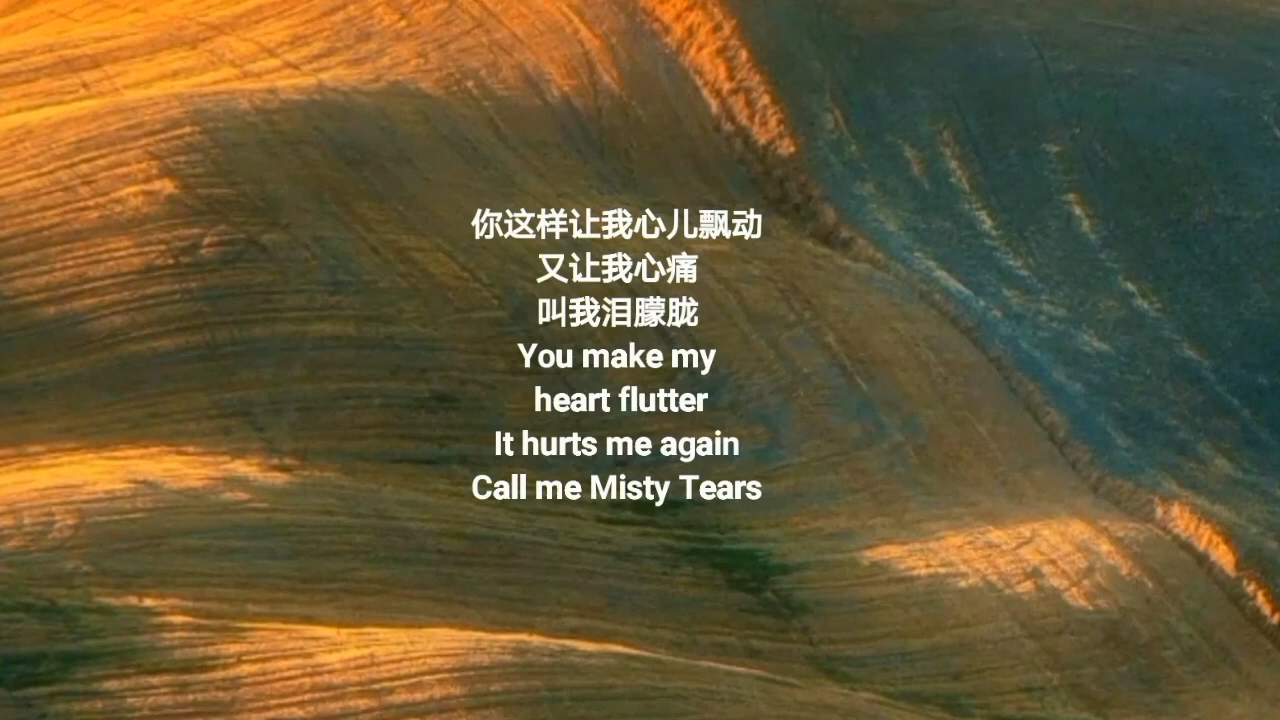 你这样让我心儿飘动
又让我心痛
叫我泪朦胧
You make my
heart flutter
It hurts me again
Call me Misty Tears